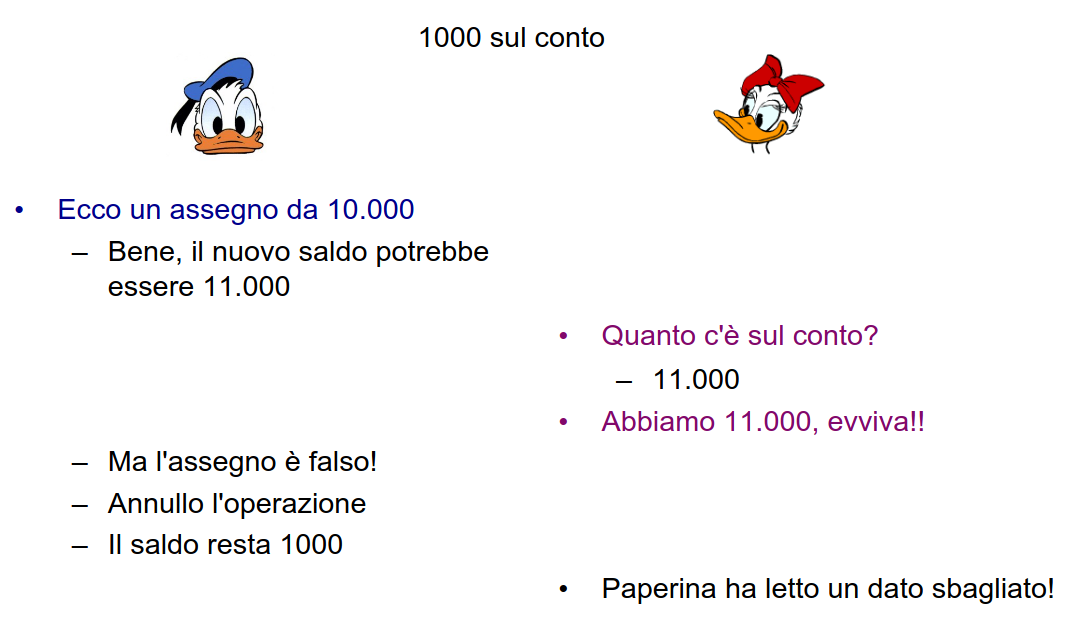 1000 sul conto
• Ecco un assegno da 10.000
– Bene, il nuovo saldo potrebbe
essere 11.000
• Quanto c'è sul conto?
– 11.000
• Abbiamo 11.000, evviva!!
– Ma l'assegno è falso!
– Annullo l'operazione
– Il saldo resta 1000
• Paperina ha letto un dato sbagliato!